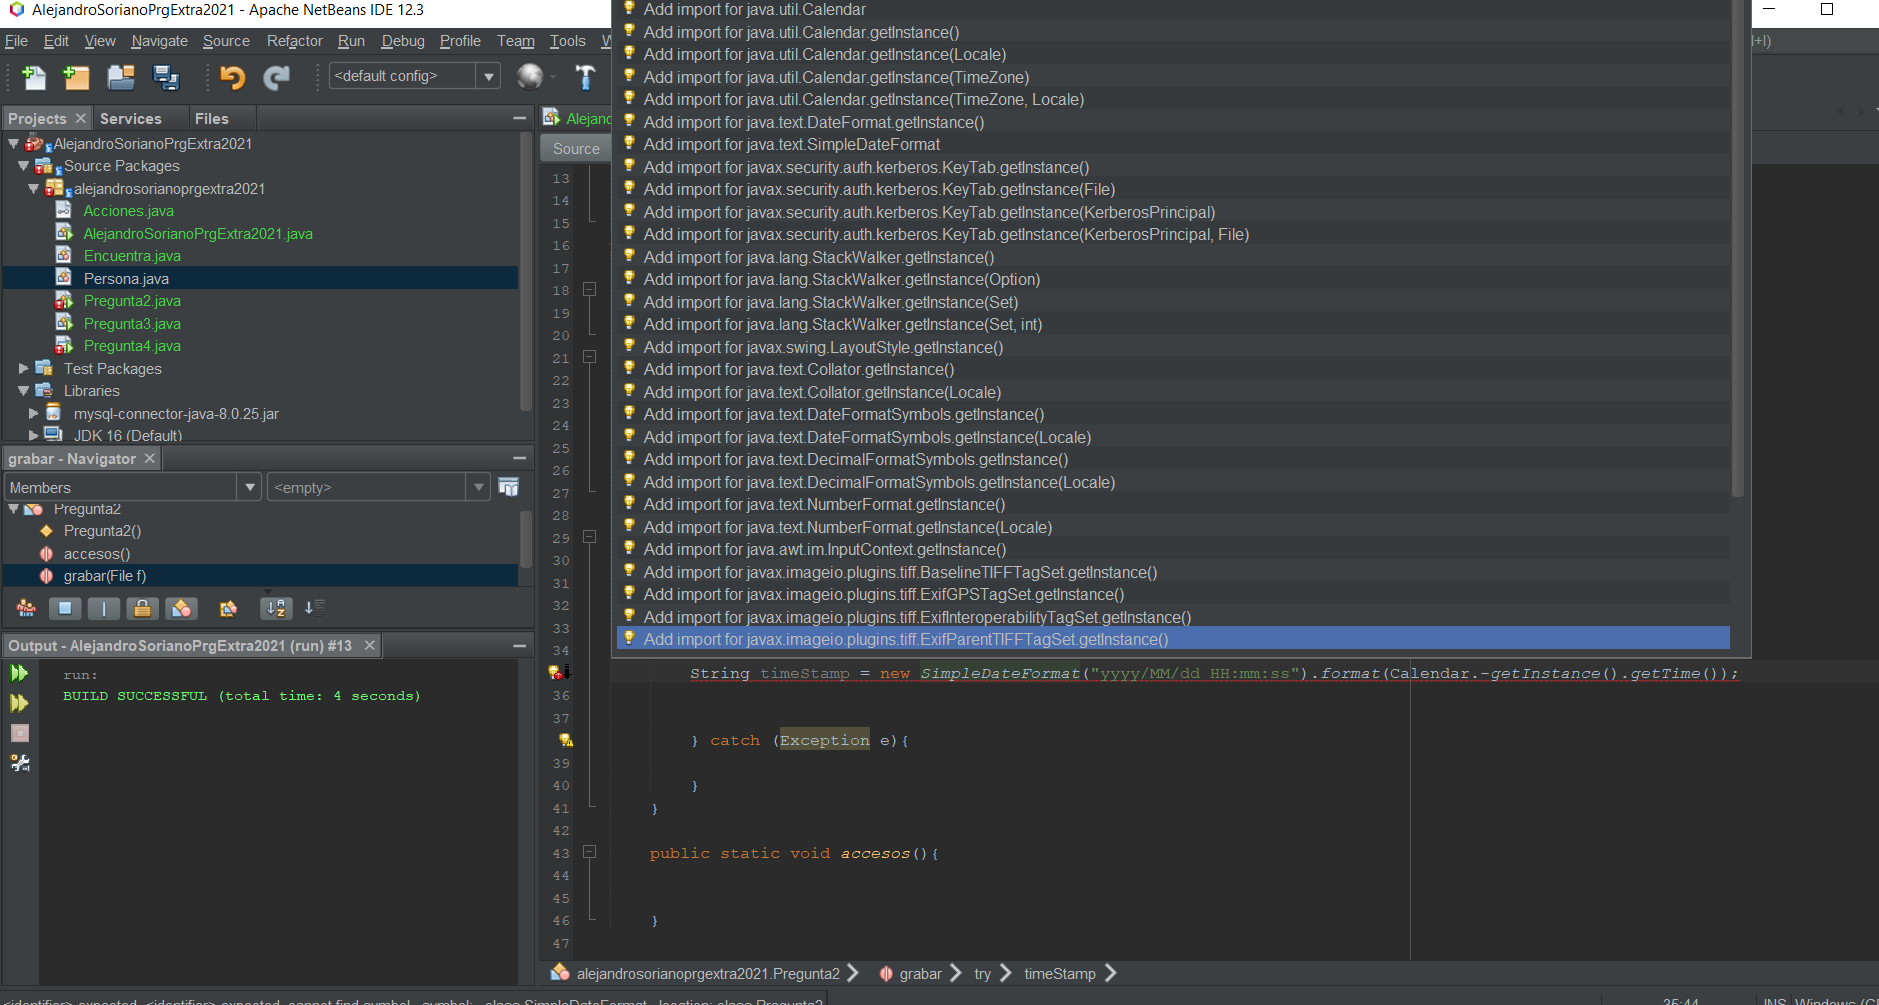 AlejandroSorianoPrgExtra2021 - Apache NetBeans IDE 12.3
File Edit View Navigate Source Refactor Run Debug Profile Team Tools
<default config>
Projects Services Files
AlejandroSorianoPrgExtra2021
Source Packages
alejandrosorianoprgextra2021
Acciones.java
AlejandroSorianoPrgExtra2021.java
Encuentra.java
Persona.java
Pregunta2.java
Pregunta3.java
Pregunta4.java
Test Packages
Libraries
mysql-connector-java-8.0.25.jar
JDK 16 (Default)
grabar - Navigator
Members <empty>
Pregunta2
Pregunta2()
accesos()
grabar(File f)
Output - AlejandroSorianoPrgExtra2021 (run) #13
run:
BUILD SUCCESSFUL (total time: 4 seconds)
Alejand
Source
Add import for java.util.Calendar
Add import for java.util.Calendar.getInstance()
Add import for java.util.Calendar.getInstance(Locale)
Add import for java.util.Calendar.getInstance(TimeZone)
Add import for java.util.Calendar.getInstance(TimeZone, Locale)
Add import for java.text.DateFormat.getInstance()
Add import for java.text.SimpleDateFormat
Add import for javax.security.auth.kerberos.KeyTab.getInstance()
Add import for javax.security.auth.kerberos.KeyTab.getInstance(File)
Add import for javax.security.auth.kerberos.KeyTab.getInstance(KerberosPrincipal)
Add import for javax.security.auth.kerberos.KeyTab.getInstance(KerberosPrincipal, File)
Add import for java.lang.StackWalker.getInstance()
Add import for java.lang.StackWalker.getInstance(Option)
Add import for java.lang.StackWalker.getInstance(Set)
Add import for java.lang.StackWalker.getInstance(Set, int)
Add import for javax.swing.LayoutStyle.getInstance()
Add import for java.text.Collator.getInstance()
Add import for java.text.Collator.getInstance(Locale)
Add import for java.text.DateFormatSymbols.getInstance()
Add import for java.text.DateFormatSymbols.getInstance(Locale)
Add import for java.text.DecimalFormatSymbols.getInstance()
Add import for java.text.DecimalFormatSymbols.getInstance(Locale)
Add import for java.text.NumberFormat.getInstance()
Add import for java.text.NumberFormat.getInstance(Locale)
Add import for java.awt.im.InputContext.getInstance()
Add import for javax.imageio.plugins.tiff.BaselineTIFFTagSet.getInstance()
Add import for javax.imageio.plugins.tiff.ExifGPSTagSet.getInstance()
Add import for javax.imageio.plugins.tiff.ExifInteroperabilityTagSet.getInstance()
Add import for javax.imageio.plugins.tiff.ExifParentTIFFTagSet.getInstance()
13
14
15
16
17
18
19
20
21
22
23
24
25
26
27
28
29
30
31
32
33
34
String timeStamp = new SimpleDateFormat("yyyy/MM/dd HH:mm:ss").format(Calendar.-getInstance().getTime());
36
37
} catch (Exception e){
39
40 }
41 }
42
43 public static void accesos(){
44
45
46 }
47
alejandrosorianoprgextra2021.Pregunta2 grabar try timeStamp
<identifier> expected <identifier> expected cannot find symbol symbol: class SimpleDateFormat location: class Pregunta2
35:44 INS Windows (C